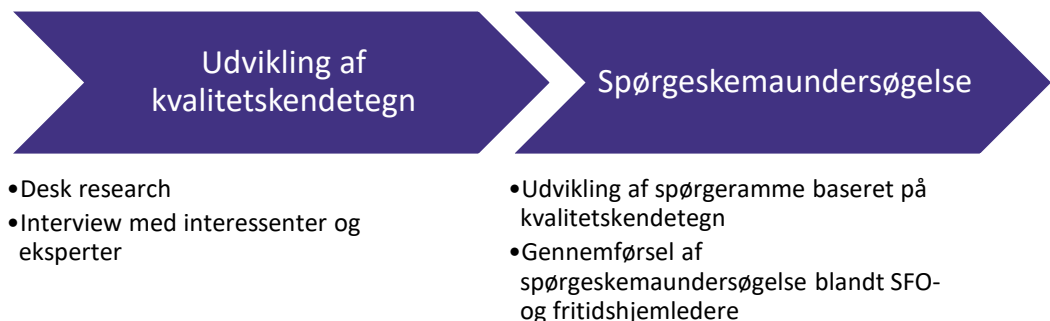 Udvikling af
kvalitetskendetegn
•Desk research
•Interview med interessenter og
eksperter
Spørgeskemaundersøgelse
•Udvikling af spørgeramme baseret på
kvalitetskendetegn
•Gennemførsel af
spørgeskemaundersøgelse blandt SFO-
og fritidshjemledere